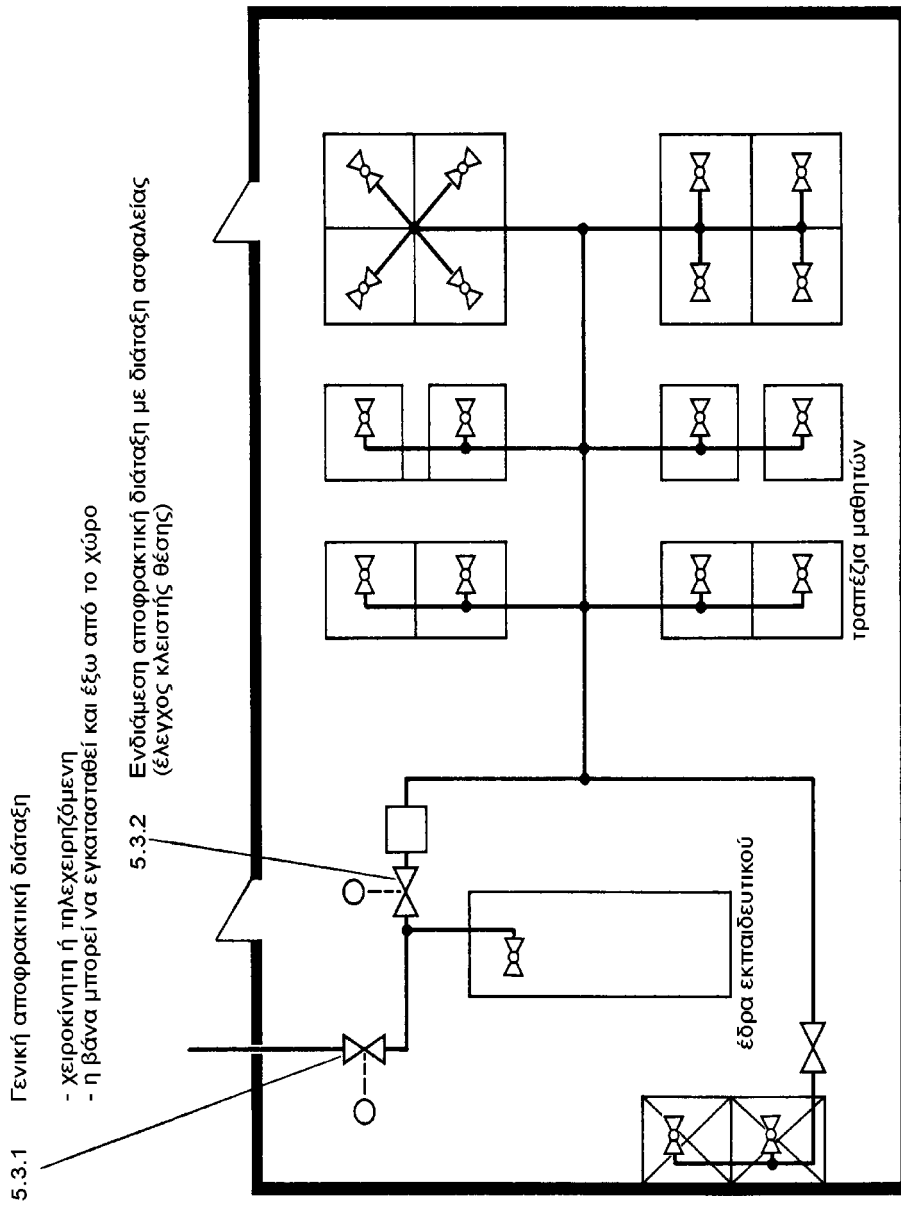 5.3.1 Γενική αποφρακτική διάταξη
- χειροκίνητη ή τηλεχειρηζόμενη
- η βάνα μπορεί να εγκατασταθεί και έξω από το χώρο
5.3.2 Ενδιάμεση αποφρακτική διάταξη με διάταξη ασφαλείας
(έλεγχος κλειστής θέσης)
έδρα εκπαιδευτικού
τραπέζια μαθητών